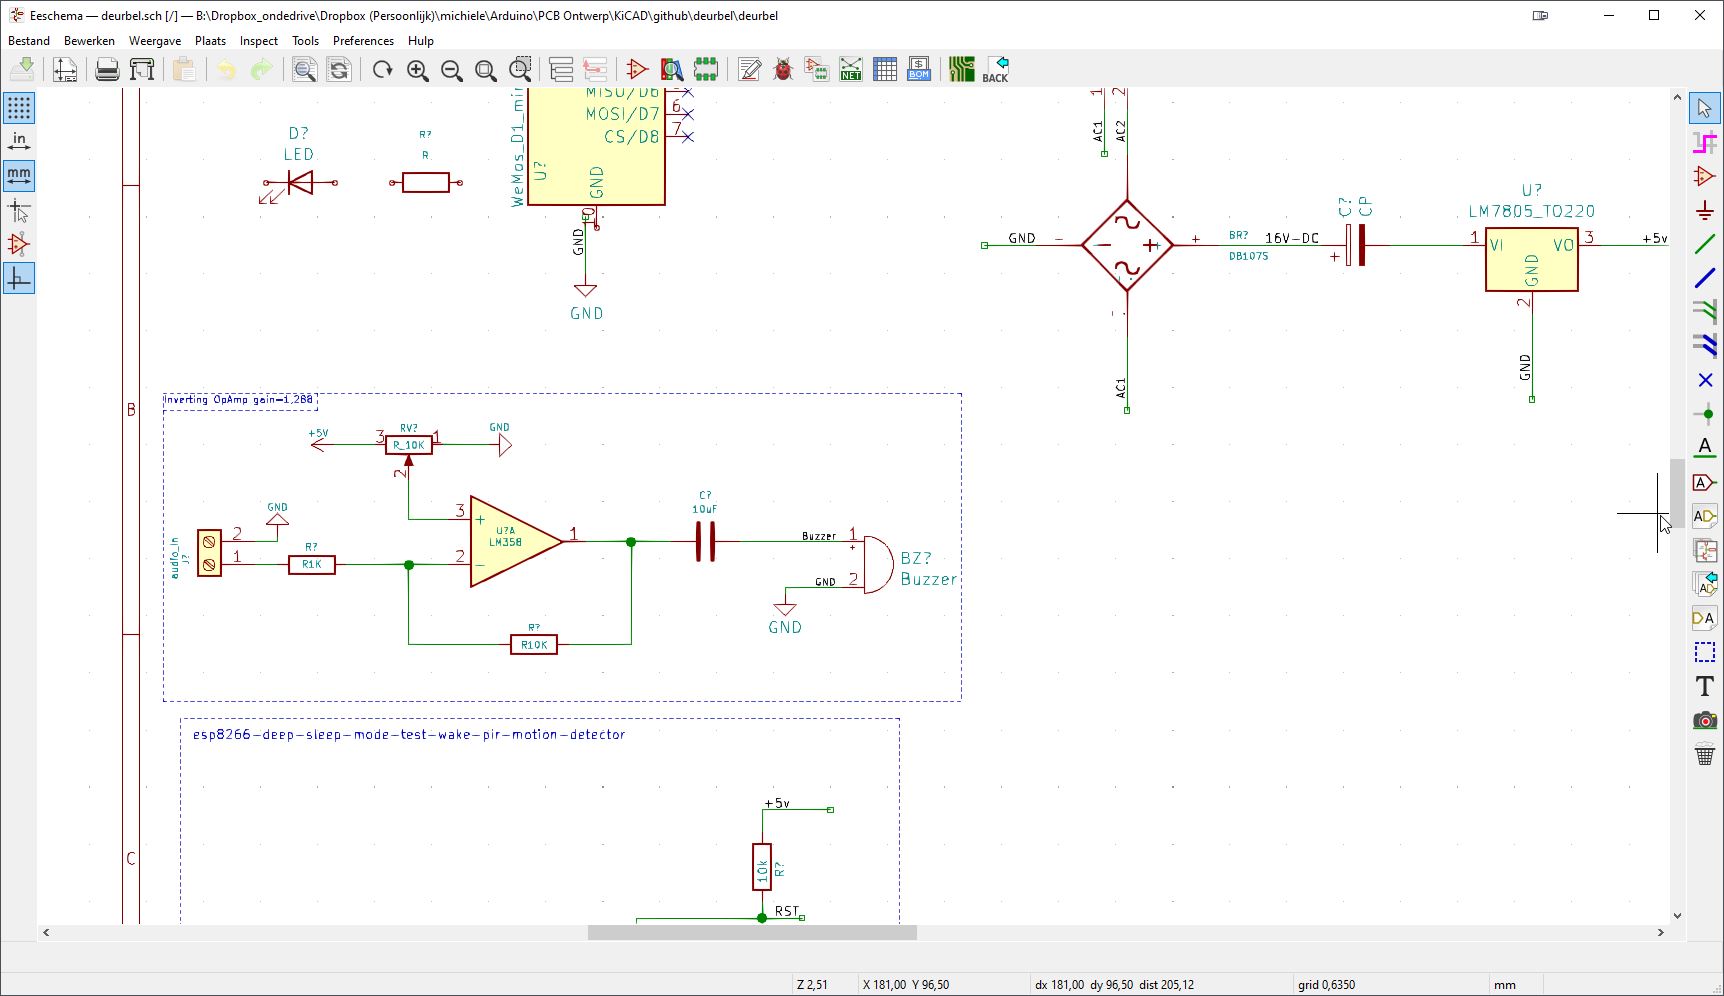 Eeschema — deurbel.sch [/] — B:\Dropbox_ondedrive\Dropbox (Persoonlijk)\michiele\Arduino\PCB Ontwerp\KiCAD\github\deurbel\deurbel
Bestand Bewerken Weergave Plaats Inspect Tools Preferences Hulp
NET
BOM
BACK
in
mm
MISO/D6
MOSI/D7 6
CS/D8 7
WeMos_D1_min
U?
GND
10
GND
GND
D?
LED
R?
R
1
2
AC1
AC2
GND
-
+
BR?
DB107S
16V-DC
+
C?
CP
U?
LM7805_TO220
1
VI
VO
3
+5v
GND
2
GND
AC1
B
Inverting OpAmp gain=1,288
+5V
3
RV?
R_10K
1
GND
2
GND
audio_in
J?
2
1
R?
R1K
3
+
U?A
LM358
2
-
1
C?
10uF
Buzzer
1
+
GND
2
BZ?
Buzzer
GND
R?
R10K
esp8266-deep-sleep-mode-test-wake-pir-motion-detector
+5v
10k
R?
RST
C
A
A
AD
AD
DA
T
Z 2,51
X 181,00 Y 96,50
dx 181,00 dy 96,50 dist 205,12
grid 0,6350
mm